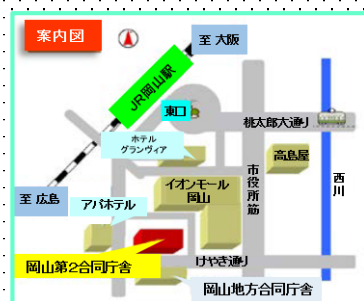 案内図
至 大阪
JR岡山駅
東口
桃太郎大通り
ホテル
グランヴィア
高島屋
市役所筋
西川
イオンモール
岡山
至 広島
アパホテル
岡山第2合同庁舎
けやき通り
岡山地方合同庁舎